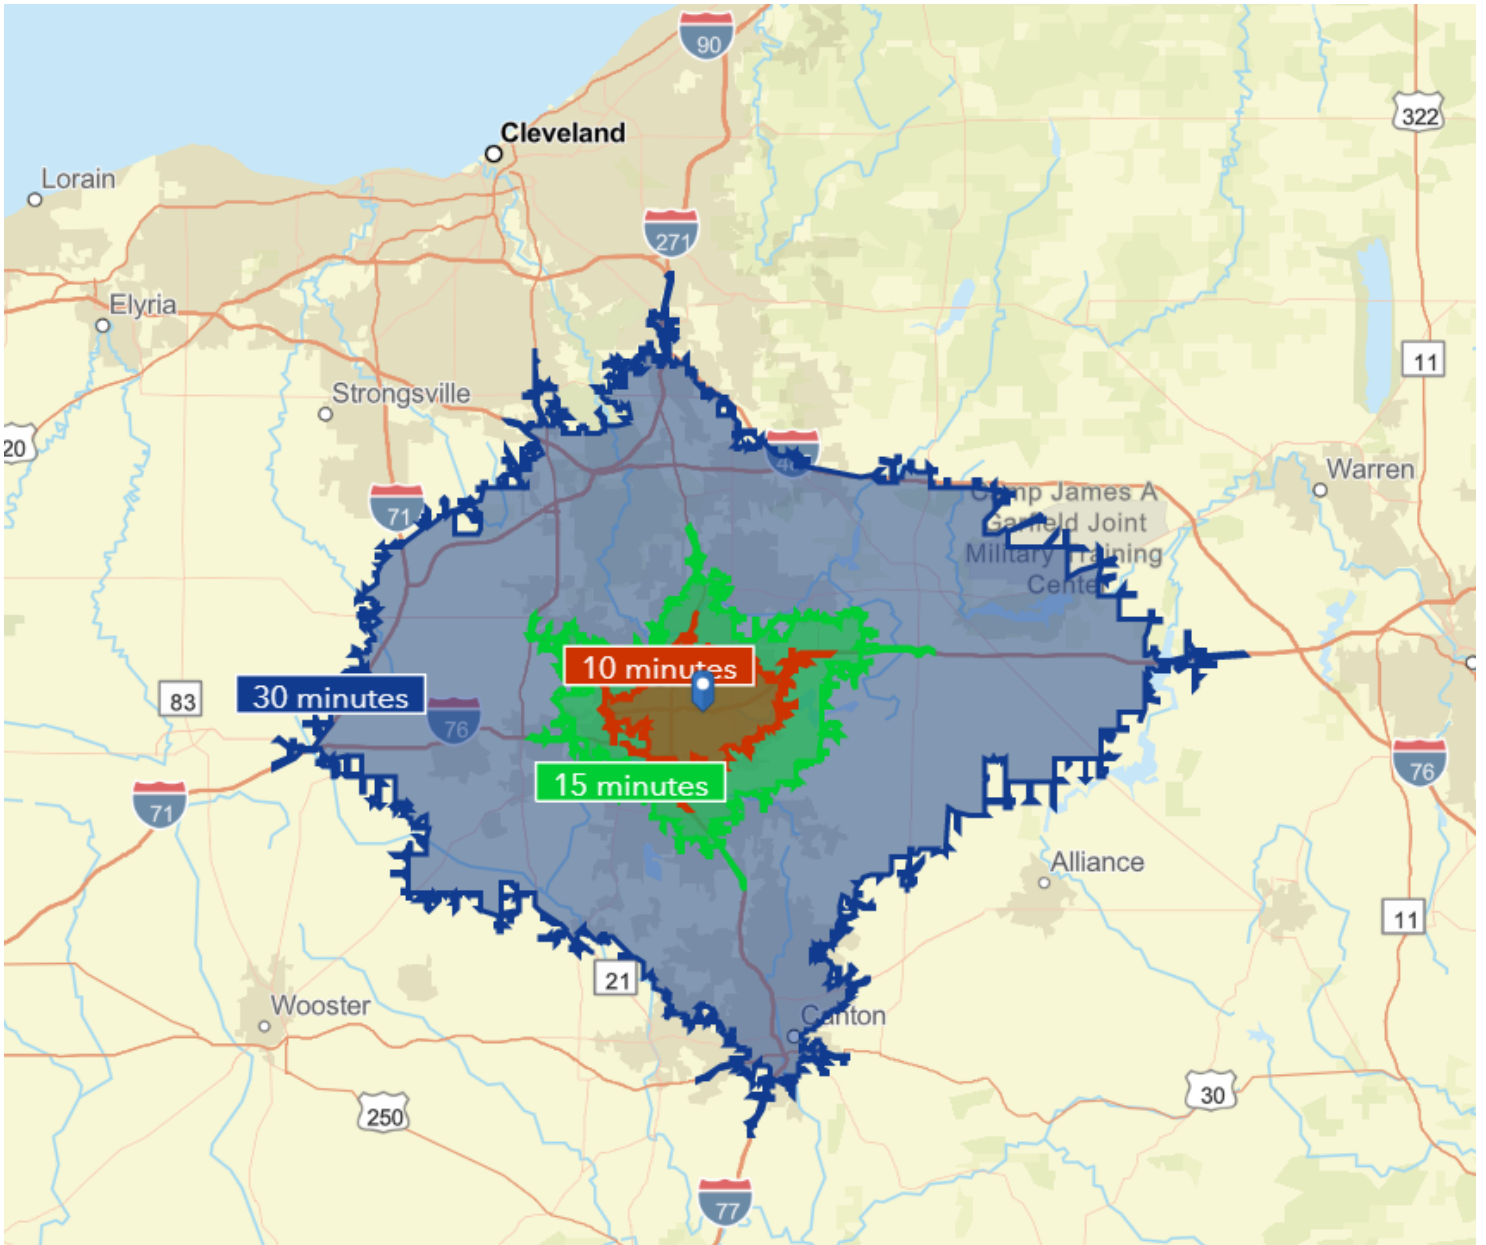 90
Cleveland
322
Lorain
271
Elyria
11
Strongsville
20
Warren
71
Camp James A
Garfield Joint
Military Training
Center
10 minutes
30 minutes
83
76
15 minutes
76
71
Alliance
11
21
Wooster
Canton
30
250
77